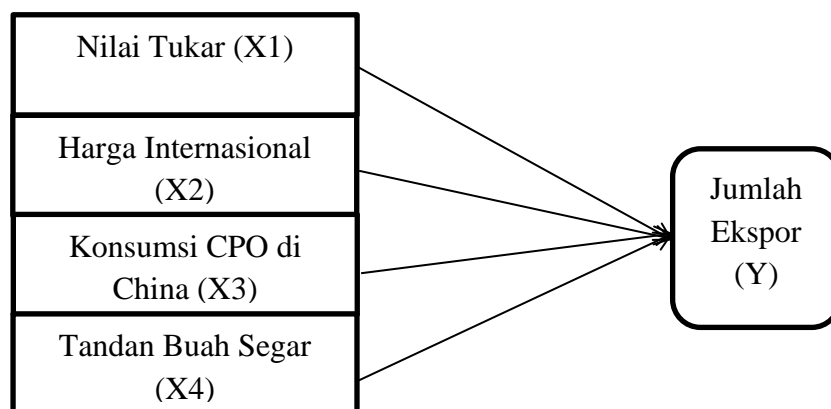 Nilai Tukar (X1)
Harga Internasional
(X2)
Konsumsi CPO di
China (X3)
Tandan Buah Segar
(X4)
Jumlah
Ekspor
(Y)